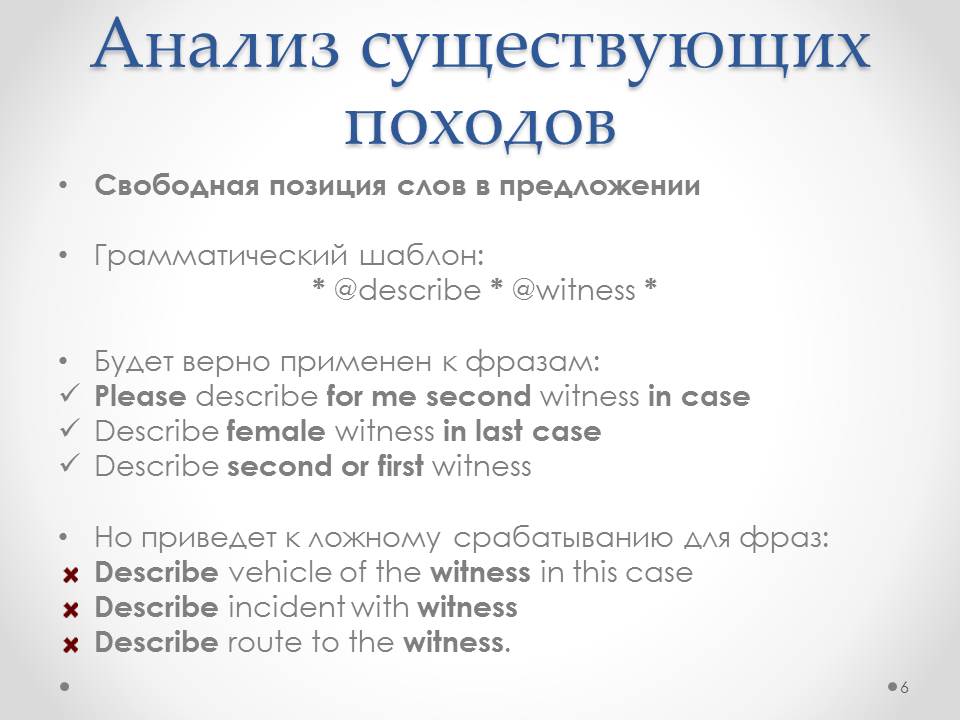 Анализ существующих
походов
• Свободная позиция слов в предложении
• Грамматический шаблон:
* @describe * @witness *
• Будет верно применен к фразам:
✓ Please describe for me second witness in case
✓ Describe female witness in last case
✓ Describe second or first witness
• Но приведет к ложному срабатыванию для фраз:
✖ Describe vehicle of the witness in this case
✖ Describe incident with witness
✖ Describe route to the witness.
6